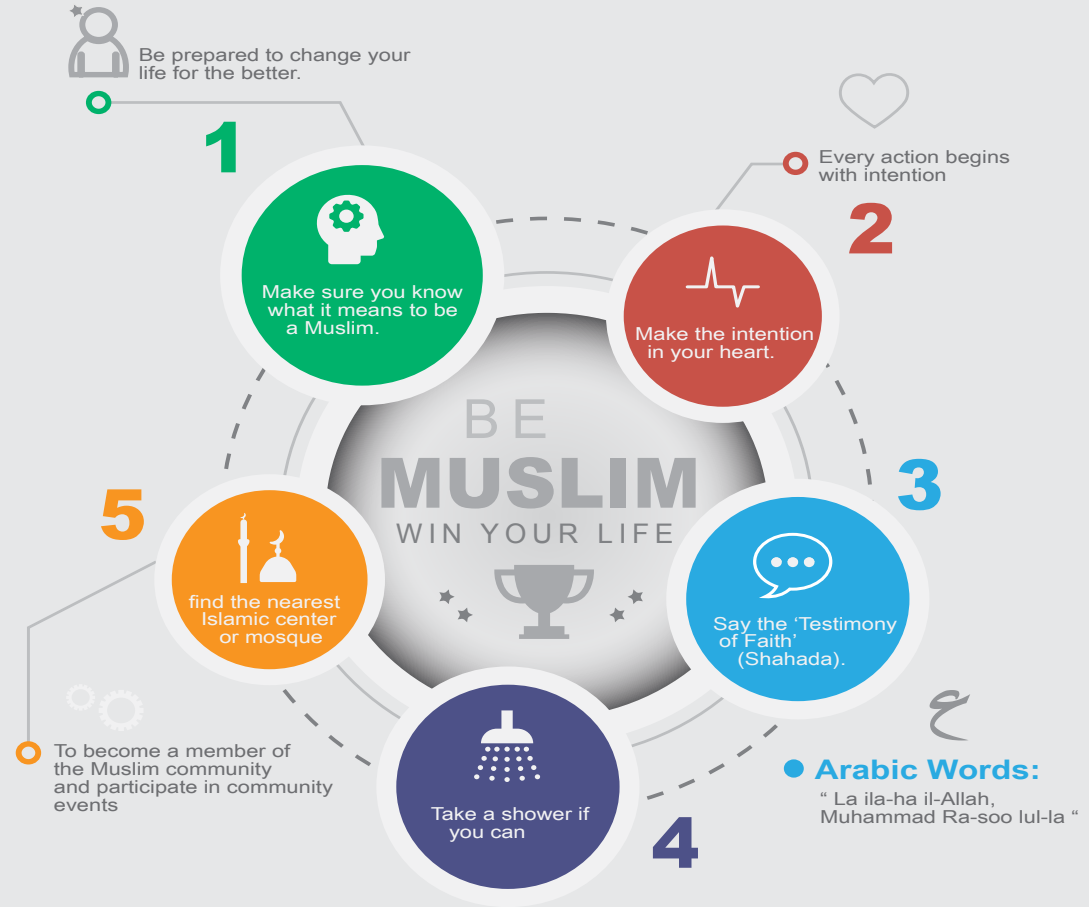 Be prepared to change your
life for the better.
1
Make sure you know
what it means to be
a Muslim.
Every action begins
with intention
2
Make the intention
in your heart.
BE
MUSLIM
WIN YOUR LIFE
3
Say the ‘Testimony
of Faith’
(Shahada).
ح
Arabic Words:
“ La ila-ha il-Allah,
Muhammad Ra-soo lul-la “
4
Take a shower if
you can
5
find the nearest
Islamic center
or mosque
To become a member of
the Muslim community
and participate in community
events